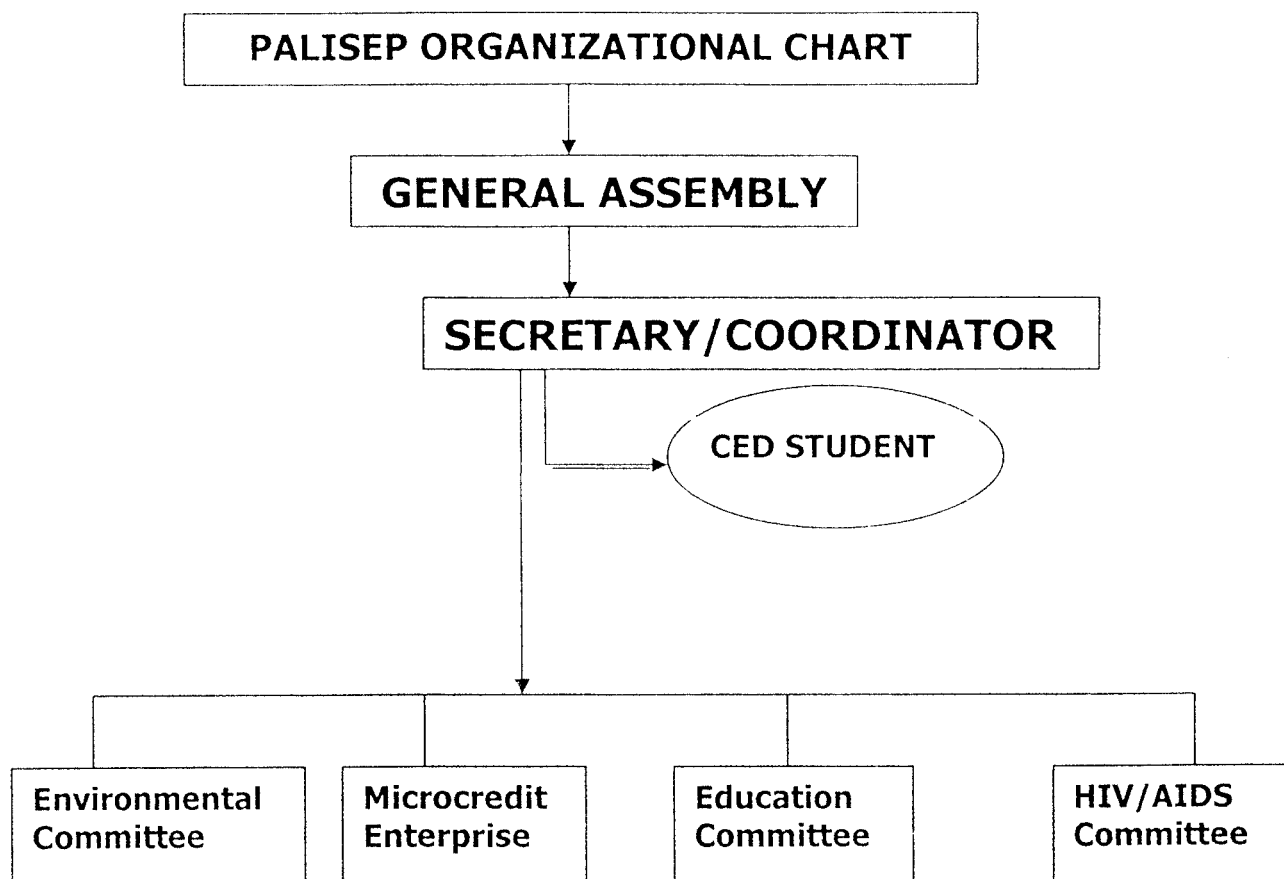 PALISEP ORGANIZATIONAL CHART
GENERAL ASSEMBLY
SECRETARY/COORDINATOR
CED STUDENT
Environmental
Committee
Microcredit
Enterprise
Education
Committee
HIV/AIDS
Committee